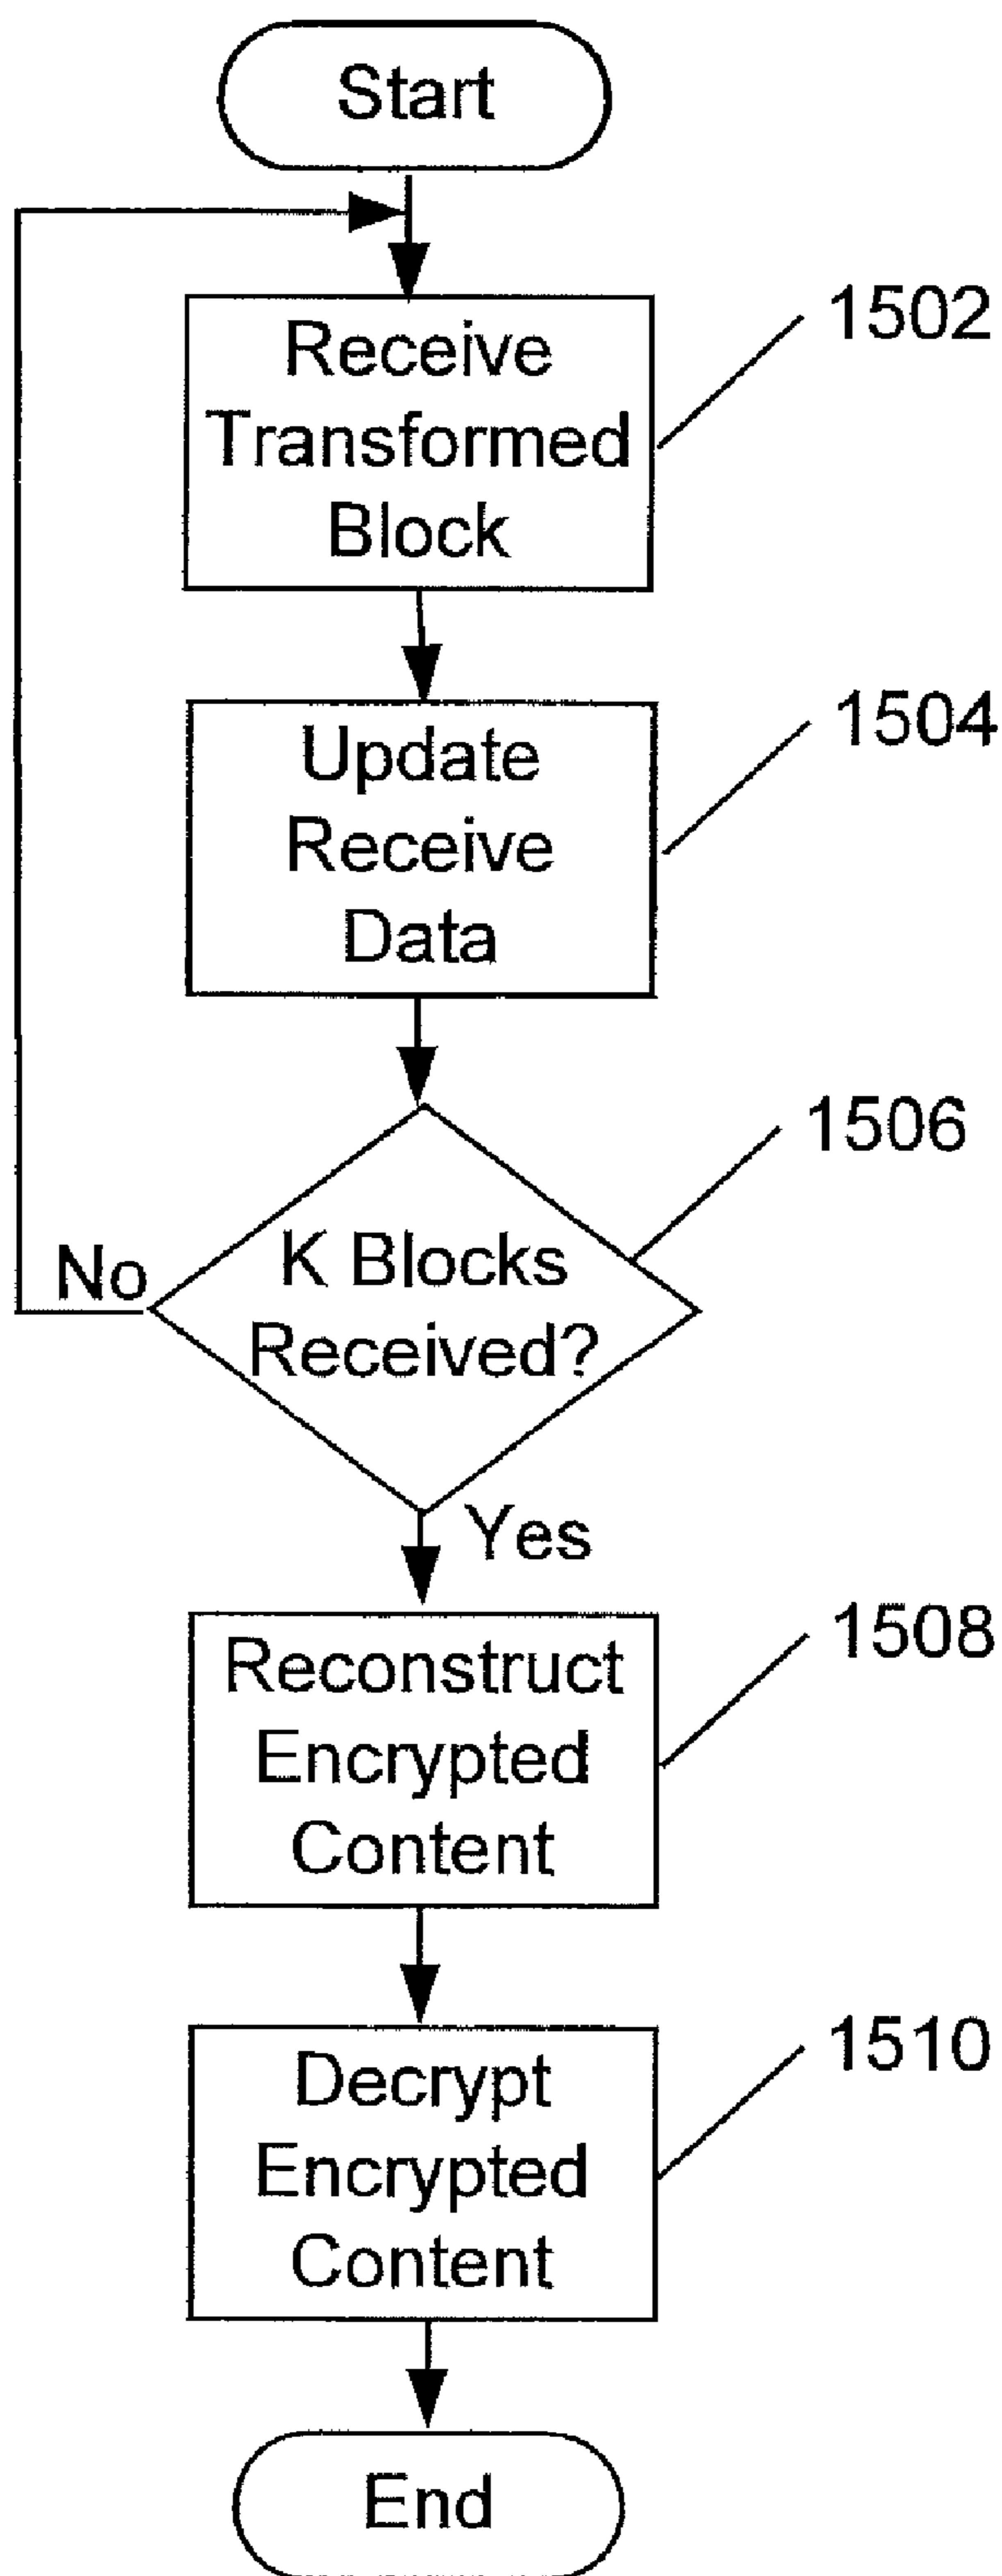 Start
Receive
Transformed
Block
1502
Update
Receive
Data
1504
K Blocks
Received?
1506
No
Yes
Reconstruct
Encrypted
Content
1508
Decrypt
Encrypted
Content
1510
End